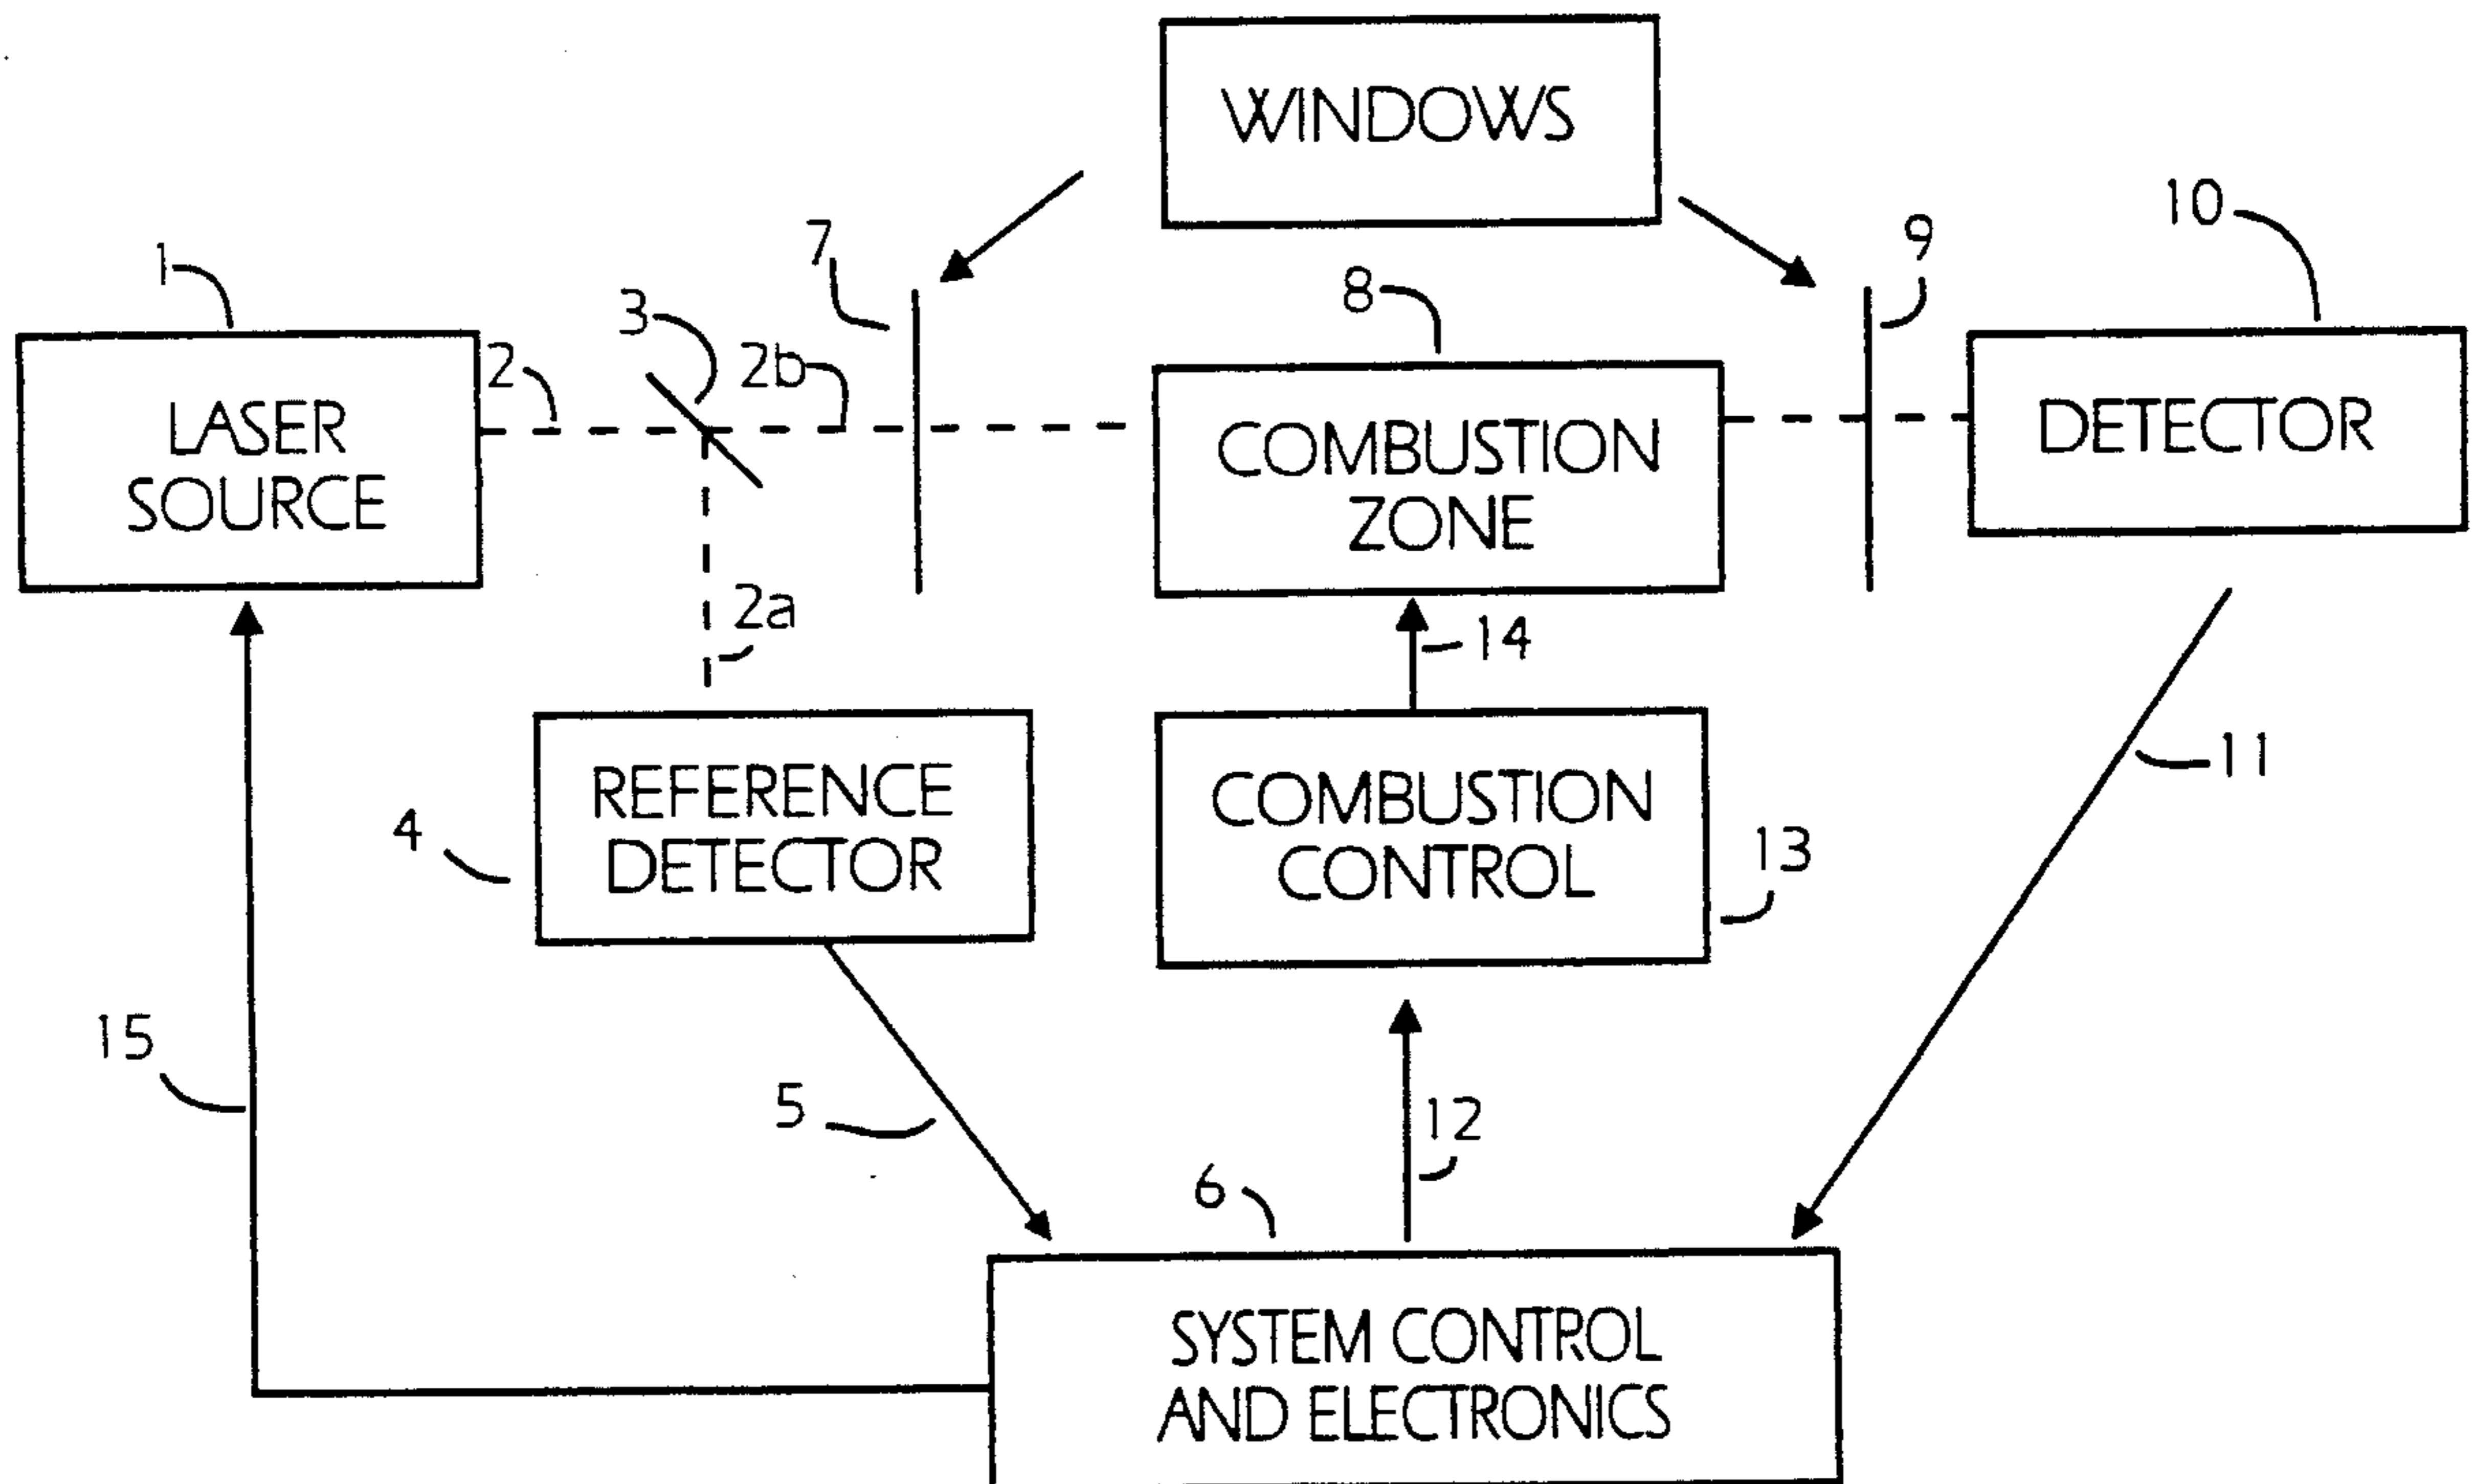 WINDOWS
10
9
7
1
8
3
2
2b
LASER
SOURCE
COMBUSTION
ZONE
DETECTOR
2a
14
11
REFERENCE
DETECTOR
COMBUSTION
CONTROL
4
13
15
5
12
6
SYSTEM CONTROL
AND ELECTRONICS